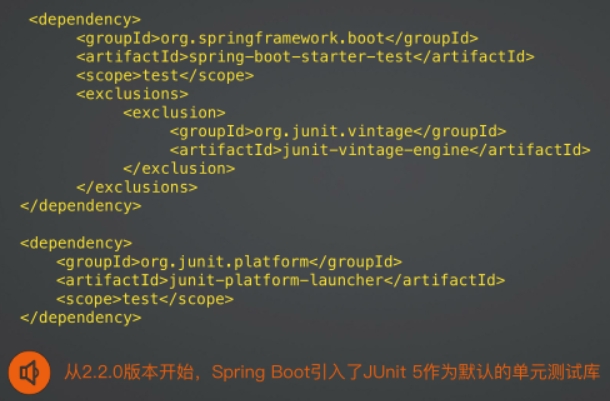 <dependency>
<groupId>org.springframework.boot</groupId>
<artifactId>spring-boot-starter-test</artifactId>
<scope>test</scope>
<exclusions>
<exclusion>
<groupId>org.junit.vintage</groupId>
<artifactId>junit-vintage-engine</artifactId>
</exclusion>
</exclusions>
</dependency>
<dependency>
<groupId>org.junit.platform</groupId>
<artifactId>junit-platform-launcher</artifactId>
<scope>test</scope>
</dependency>
从2.2.0版本开始，Spring Boot引入了JUnit 5作为默认的单元测试库